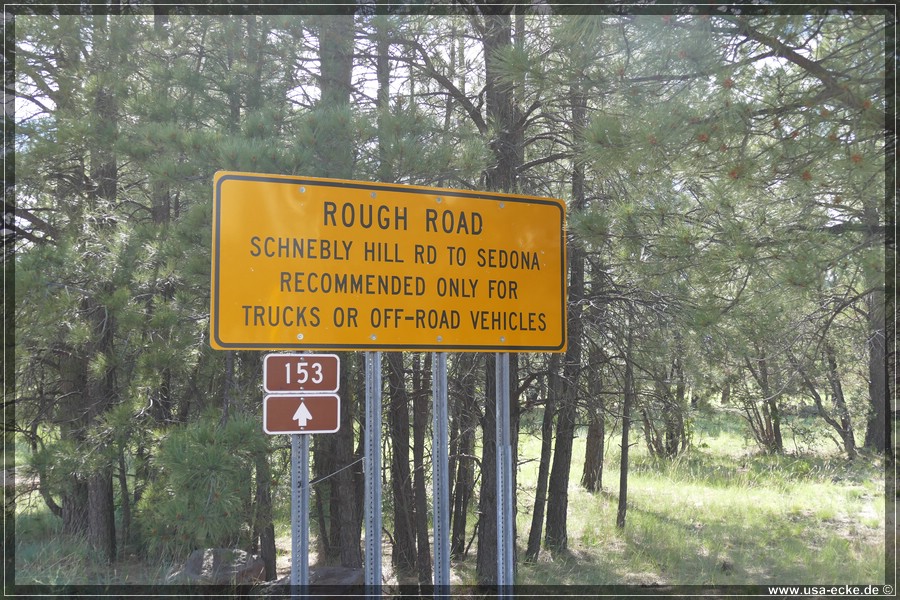 ROUGH ROAD
SCHNEBLY HILL RD TO SEDONA
RECOMMENDED ONLY FOR
TRUCKS OR OFF-ROAD VEHICLES
153
www.usa-ecke.de ©